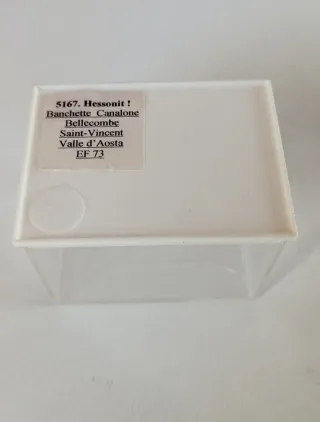 5167. Hessonit !
Banchette Canalone
Bellecombe
Saint-Vincent
Valle d'Aosta
EF 73